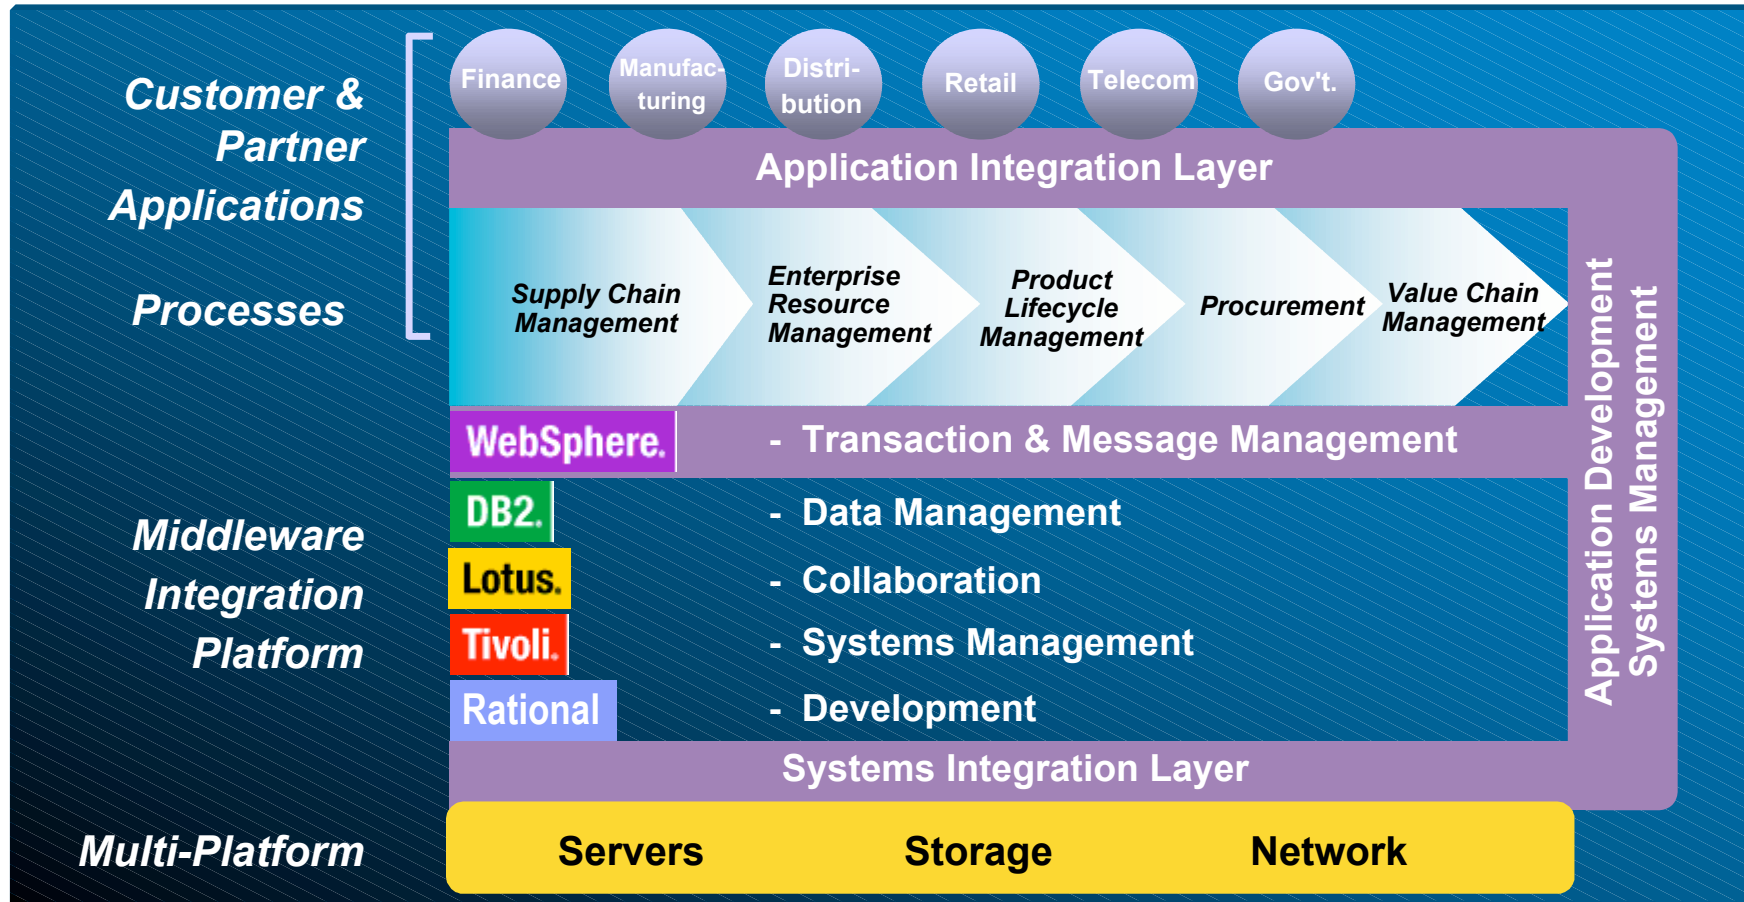 Finance
Manufac-
turing
Distri-
bution
Retail
Telecom
Gov't.
Customer &
Partner
Applications
Application Integration Layer
Processes
Supply Chain
Management
Enterprise
Resource
Management
Product
Lifecycle
Management
Procurement
Value Chain
Management
Application Development
Systems Management
Middleware
Integration
Platform
WebSphere. - Transaction & Message Management
DB2. - Data Management
Lotus. - Collaboration
Tivoli. - Systems Management
Rational - Development
Systems Integration Layer
Multi-Platform
Servers Storage Network